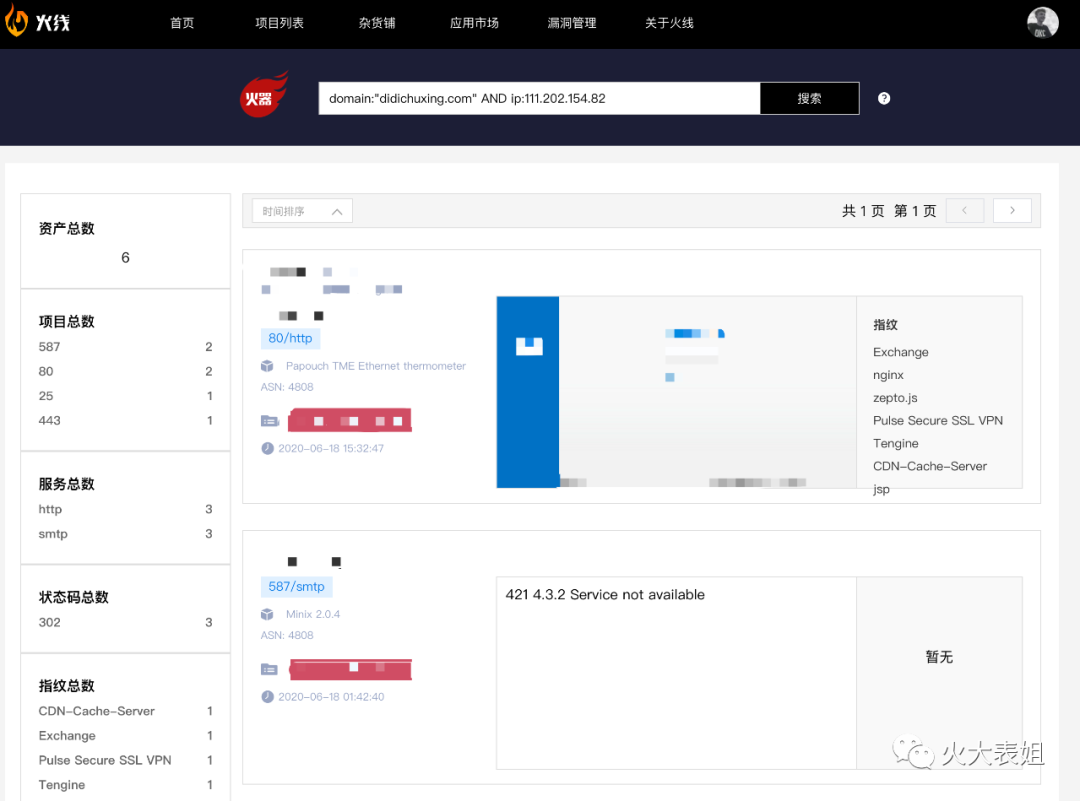 火线
首页 项目列表 杂货铺 应用市场 漏洞管理 关于火线
火器
domain:"didichuxing.com" AND ip:111.202.154.82
搜索
?
资产总数
6
项目总数
587 2
80 2
25 1
443 1
服务总数
http 3
smtp 3
状态码总数
302 3
指纹总数
CDN-Cache-Server 1
Exchange 1
Pulse Secure SSL VPN 1
Tengine 1
时间排序
共 1 页 第 1 页
80/http
Papouch TME Ethernet thermometer
ASN: 4808
2020-06-18 15:32:47
指纹
Exchange
nginx
zepto.js
Pulse Secure SSL VPN
Tengine
CDN-Cache-Server
jsp
587/smtp
Minix 2.0.4
ASN: 4808
2020-06-18 01:42:40
421 4.3.2 Service not available
暂无
火大表姐